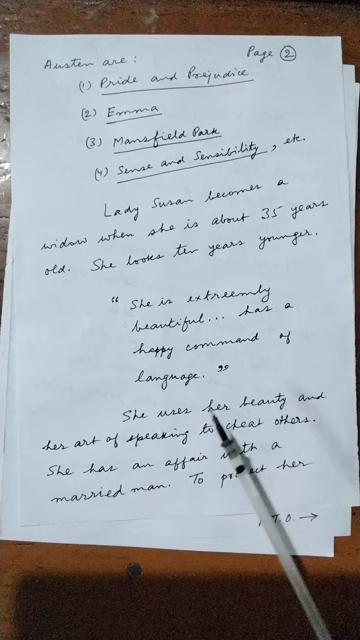 Austen are :
Page 2
(1) Pride and Prejudice
(2) Emma
(3) Mansfield Park
(4) Sense and Sensibility, etc.
Lady Susan becomes a
widow when she is about 35 years
old. She looks ten years younger.
" She is extreemly
beautiful... has a
happy command of
language. "
She uses her beauty and
her art of speaking to cheat others.
She has an affair with a
married man. To her
T.O. →